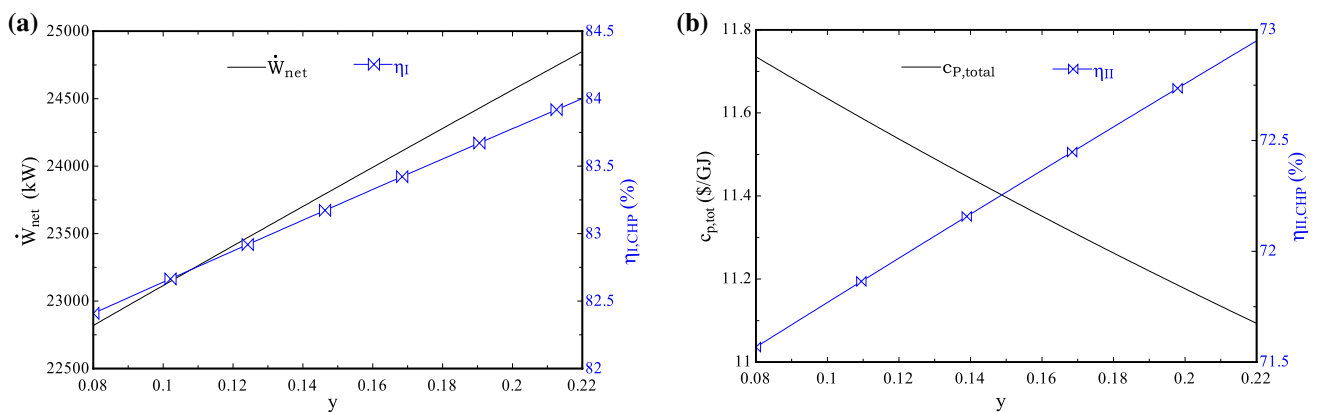 (a)
25000
24500
24000
23500
23000
22500
Ẇnet (kW)
Ẇnet
ηI
84.5
84
83.5
83
82.5
82
ηI,CHP (%)
0.08 0.1 0.12 0.14 0.16 0.18 0.2 0.22
y
(b)
11.8
11.6
11.4
11.2
11
cp,tot ($/GJ)
cP,total
ηII
73
72.5
72
71.5
ηII,CHP (%)
0.08 0.1 0.12 0.14 0.16 0.18 0.2 0.22
y